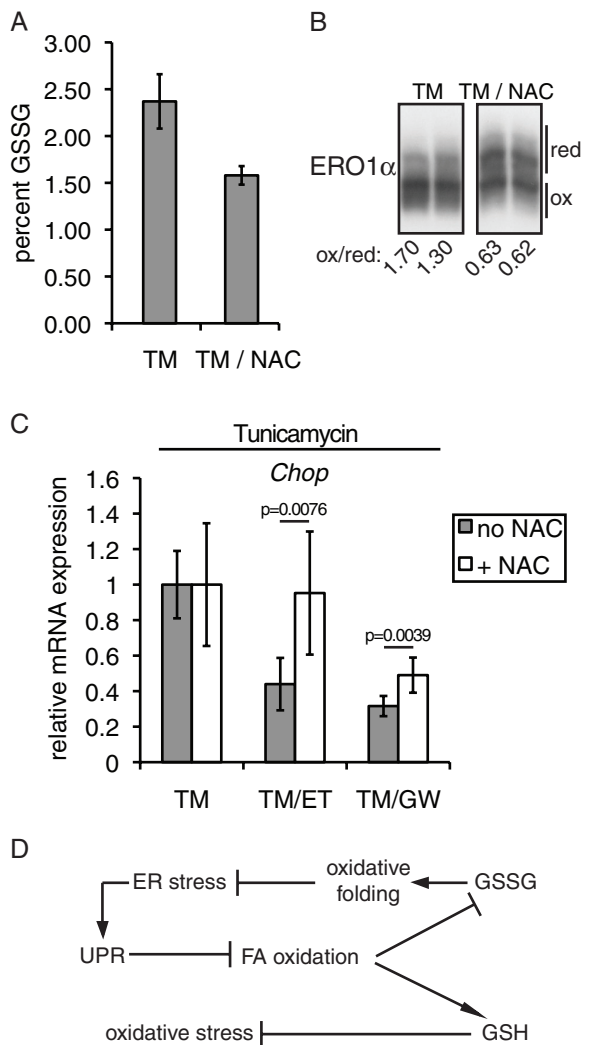 A
percent GSSG
3.00
2.50
2.00
1.50
1.00
0.50
0.00
TM
TM / NAC
B
TM TM / NAC
ERO1α
red
ox
ox/red: 1.70 1.30 0.63 0.62
C
Tunicamycin
Chop
relative mRNA expression
1.6
1.4
1.2
1
0.8
0.6
0.4
0.2
0
p=0.0076
p=0.0039
no NAC
+ NAC
TM
TM/ET
TM/GW
D
ER stress
oxidative
folding
GSSG
UPR
FA oxidation
oxidative stress
GSH